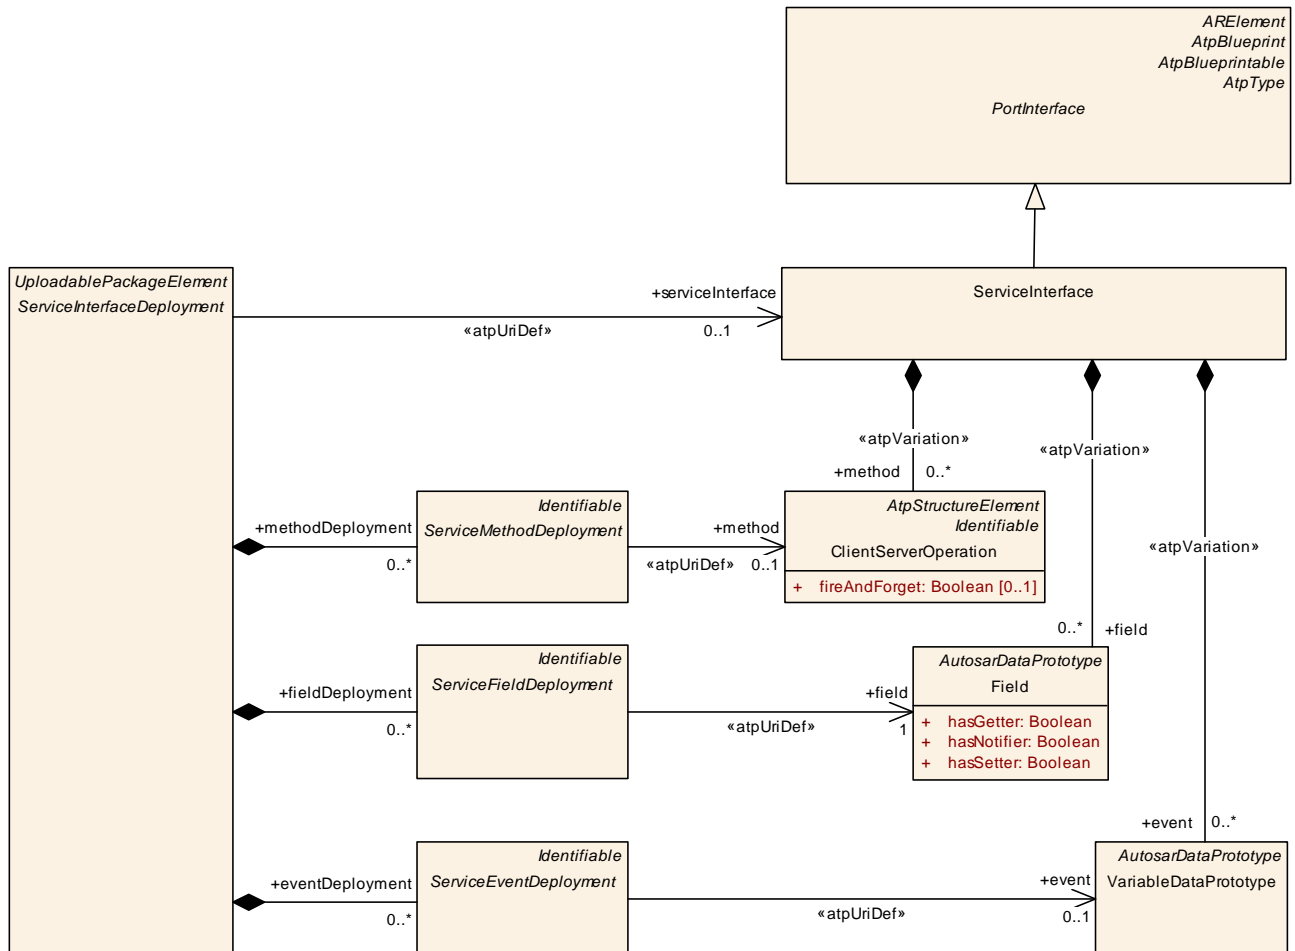 ARElement
AtpBlueprint
AtpBlueprintable
AtpType
PortInterface
UploadablePackageElement
ServiceInterfaceDeployment
+serviceInterface
«atpUriDef»
0..1
ServiceInterface
«atpVariation»
«atpVariation»
«atpVariation»
+method
0..*
+methodDeployment
0..*
Identifiable
ServiceMethodDeployment
+method
«atpUriDef»
0..1
AtpStructureElement
Identifiable
ClientServerOperation
+ fireAndForget: Boolean [0..1]
0..*
+field
+fieldDeployment
0..*
Identifiable
ServiceFieldDeployment
+field
«atpUriDef»
1
AutosarDataPrototype
Field
+ hasGetter: Boolean
+ hasNotifier: Boolean
+ hasSetter: Boolean
+event
0..*
+eventDeployment
0..*
Identifiable
ServiceEventDeployment
+event
«atpUriDef»
0..1
AutosarDataPrototype
VariableDataPrototype